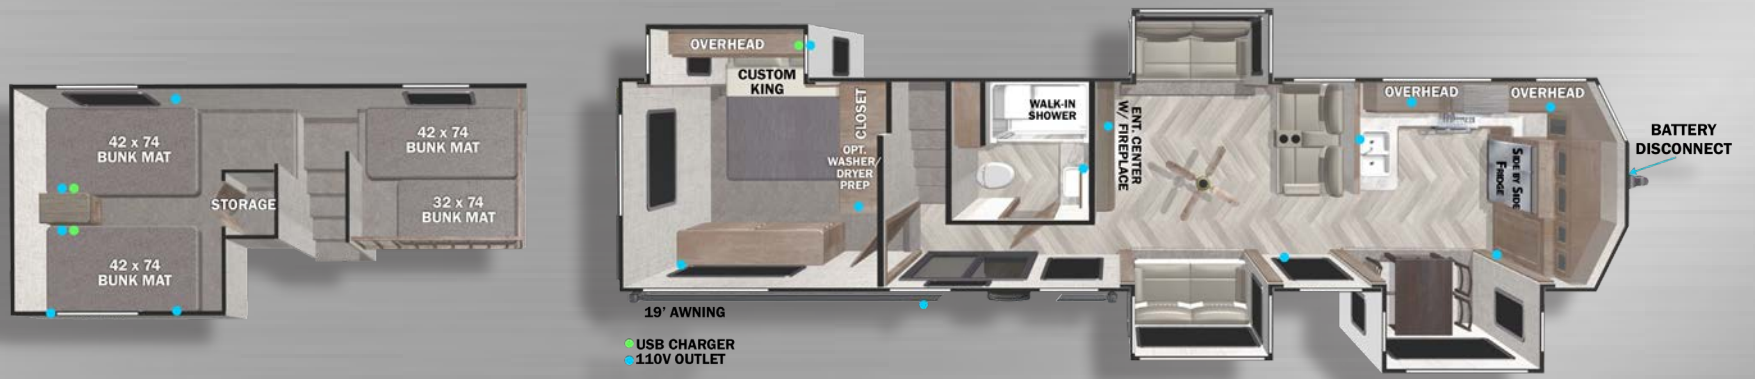 42 x 74
BUNK MAT
42 x 74
BUNK MAT
32 x 74
BUNK MAT
STORAGE
42 x 74
BUNK MAT
OVERHEAD
CUSTOM
KING
CLOSET
OPT.
WASHER/
DRYER
PREP
WALK-IN
SHOWER
ENT. CENTER
W/ FIREPLACE
OVERHEAD
OVERHEAD
SIDE BY SIDE
FRIDGE
BATTERY
DISCONNECT
19' AWNING
USB CHARGER
110V OUTLET